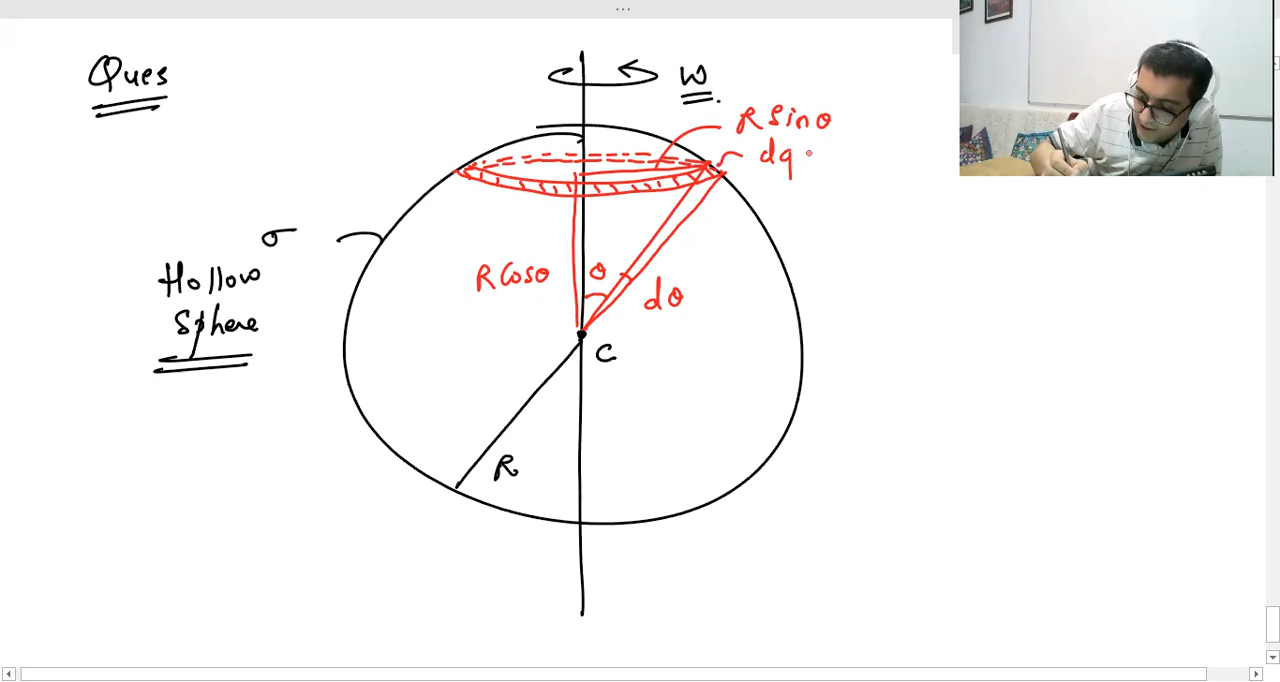 Ques
ω
R Sinθ
dq
σ
Hollow
Sphere
R Cosθ
θ
dθ
C
R